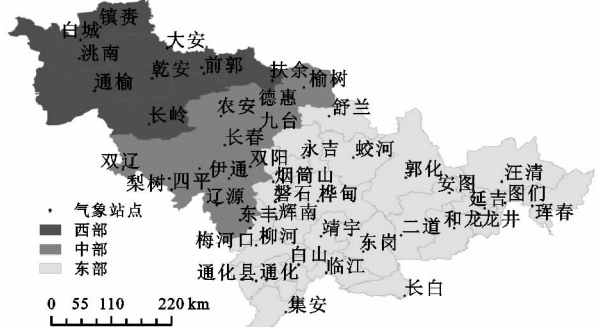 镇赉
白城
大安
洮南
乾安
前郭
扶余
通榆
榆树
德惠
长岭
农安
九台
舒兰
长春
双阳
永吉
蛟河
双辽
伊通
烟筒山
郭化
汪清
梨树
四平
安图
图们
辽源
磐石
桦甸
延吉
珲春
东丰
辉南
和龙
龙井
二道
靖宇
梅河口
柳河
东岗
白山
通化县
通化
临江
长白
集安
气象站点
西部
中部
东部
0 55 110 220 km